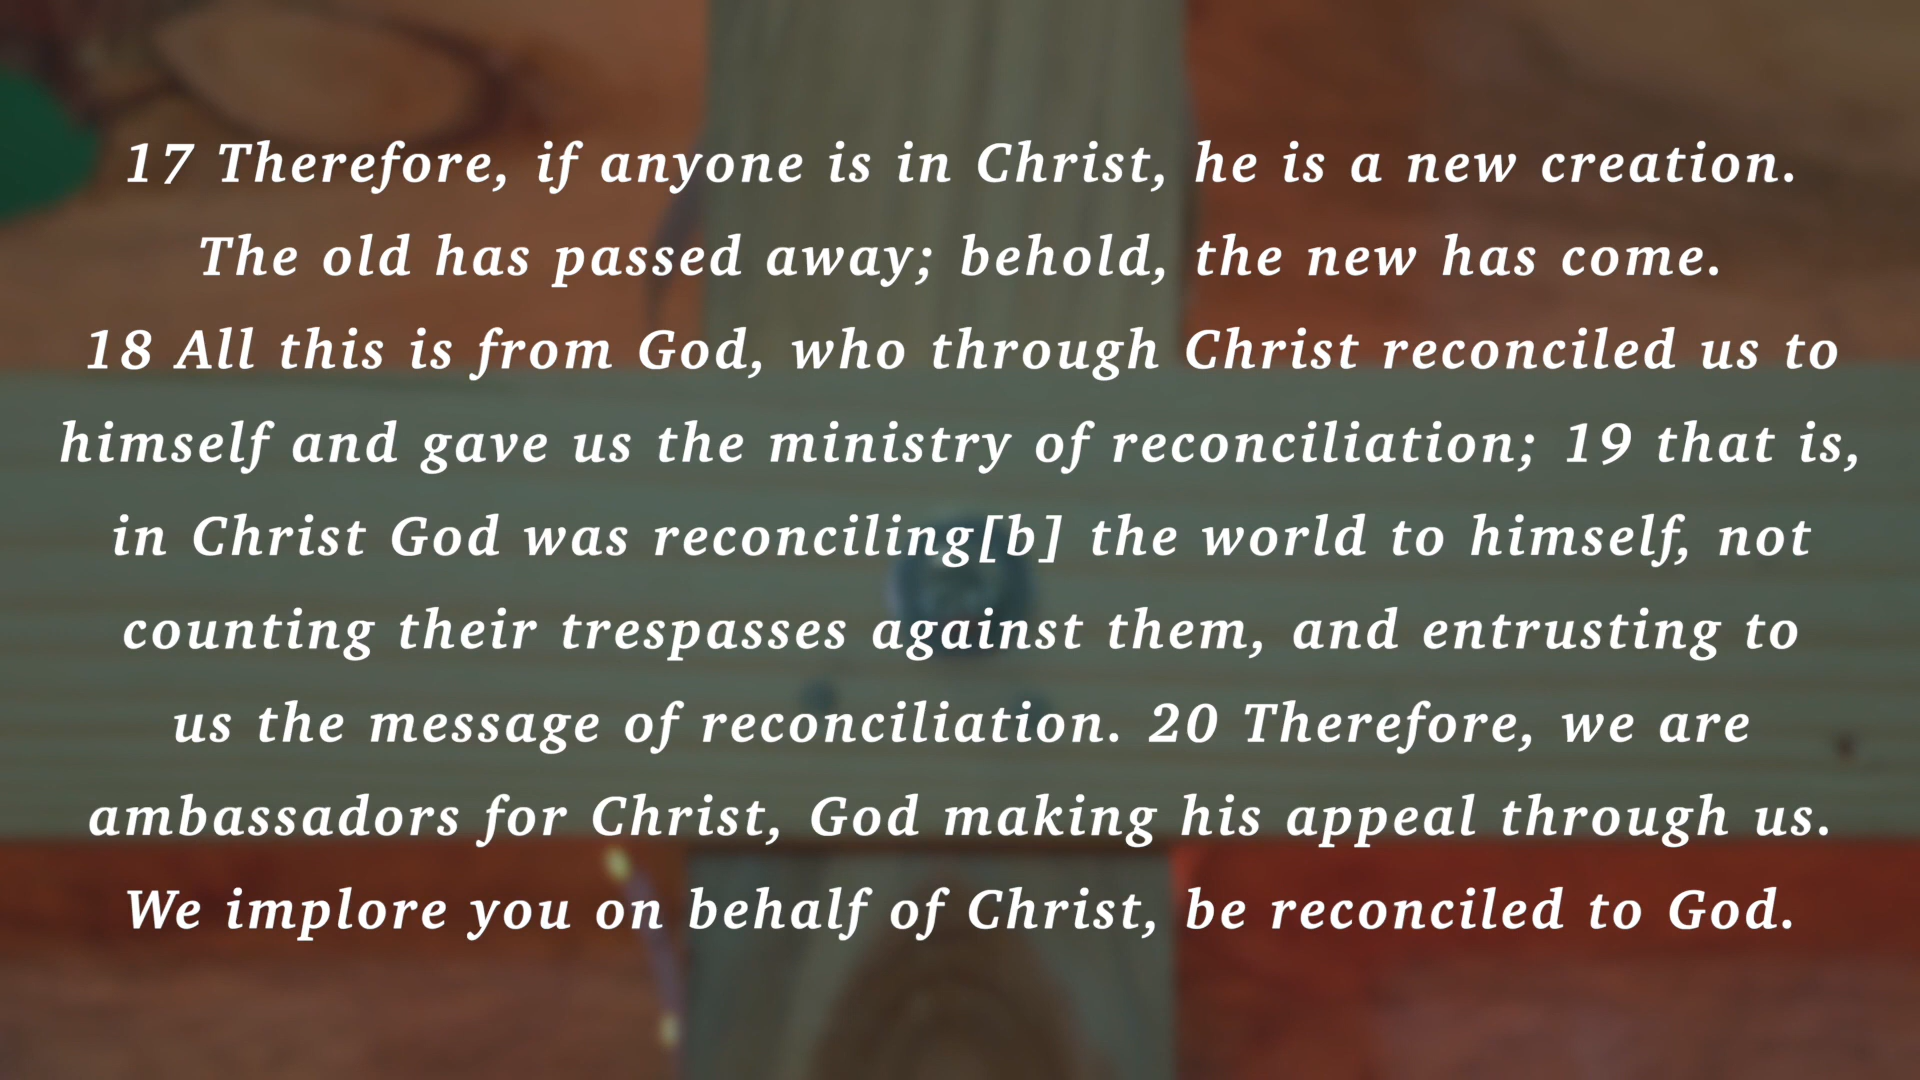 17 Therefore, if anyone is in Christ, he is a new creation.
The old has passed away; behold, the new has come.
18 All this is from God, who through Christ reconciled us to
himself and gave us the ministry of reconciliation; 19 that is,
in Christ God was reconciling[b] the world to himself, not
counting their trespasses against them, and entrusting to
us the message of reconciliation. 20 Therefore, we are
ambassadors for Christ, God making his appeal through us.
We implore you on behalf of Christ, be reconciled to God.